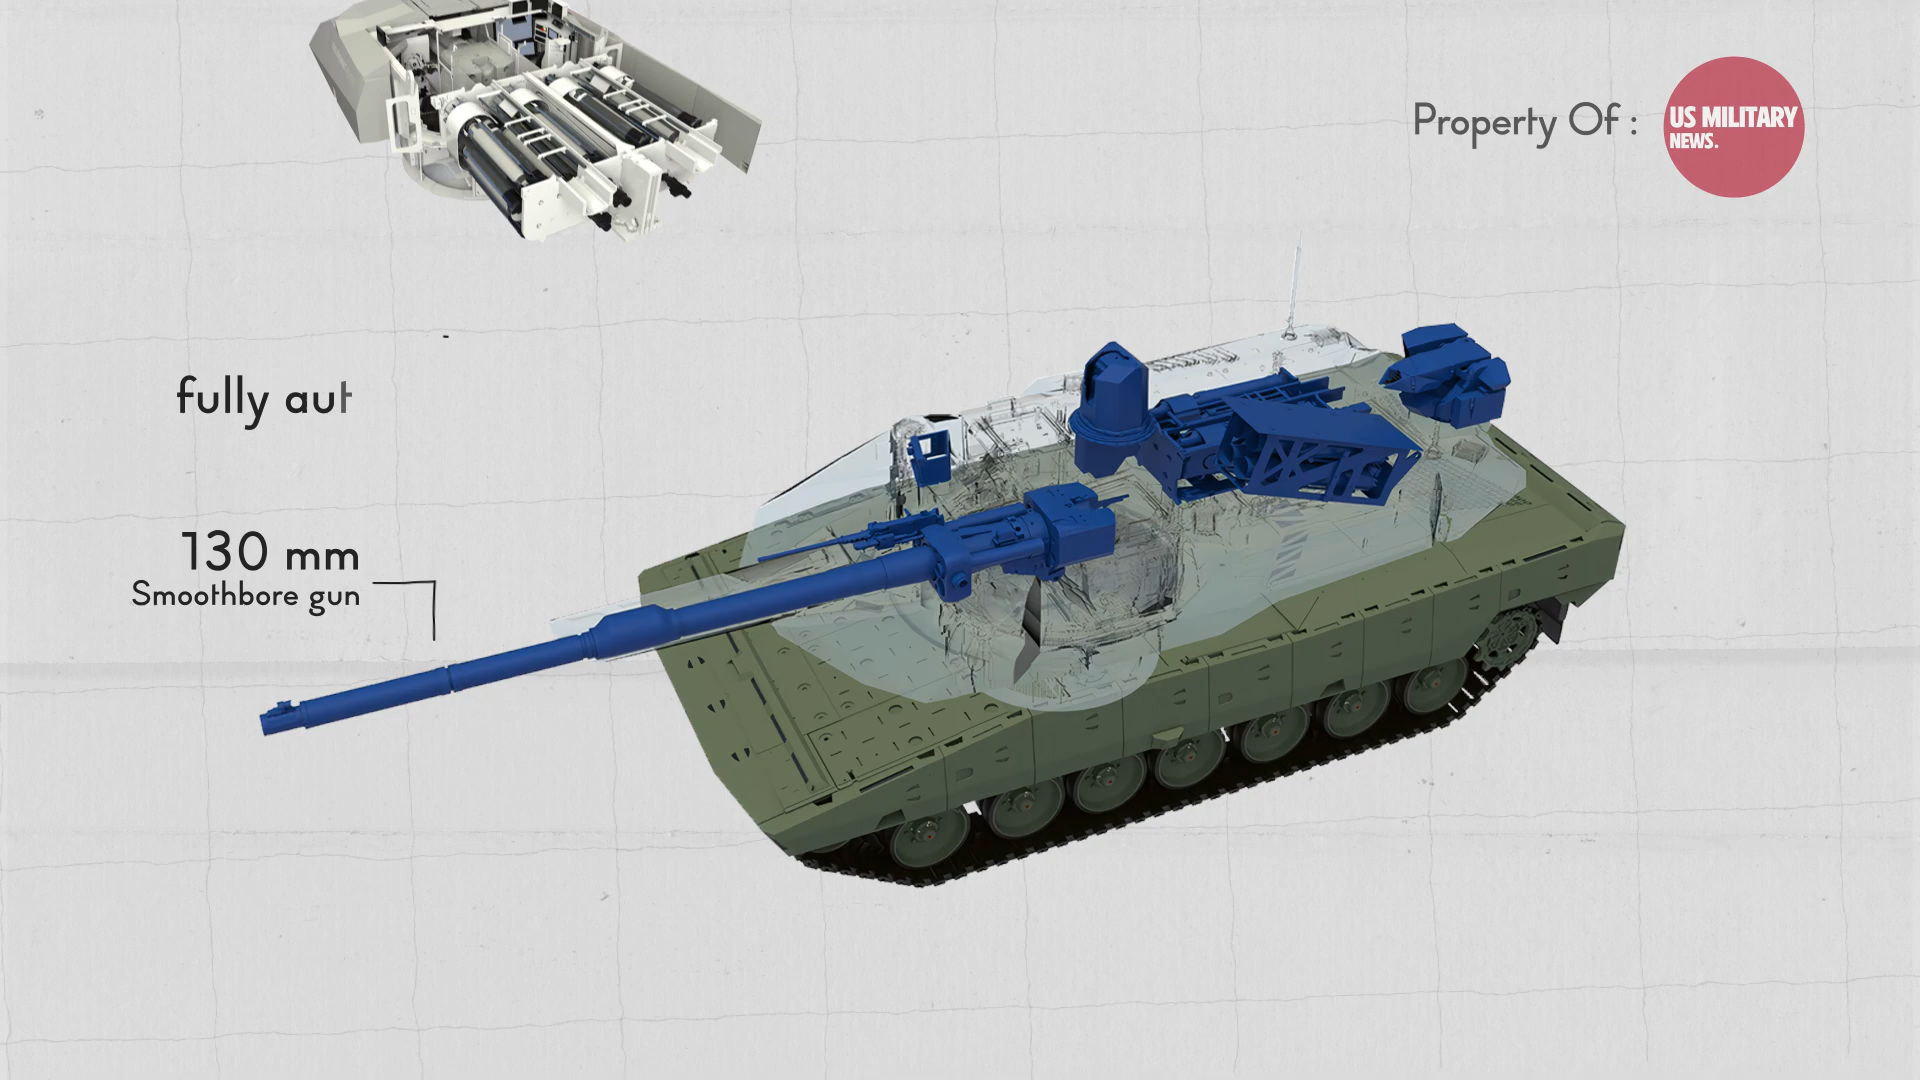 Property Of :
US MILITARY
NEWS.
fully aut
130 mm
Smoothbore gun